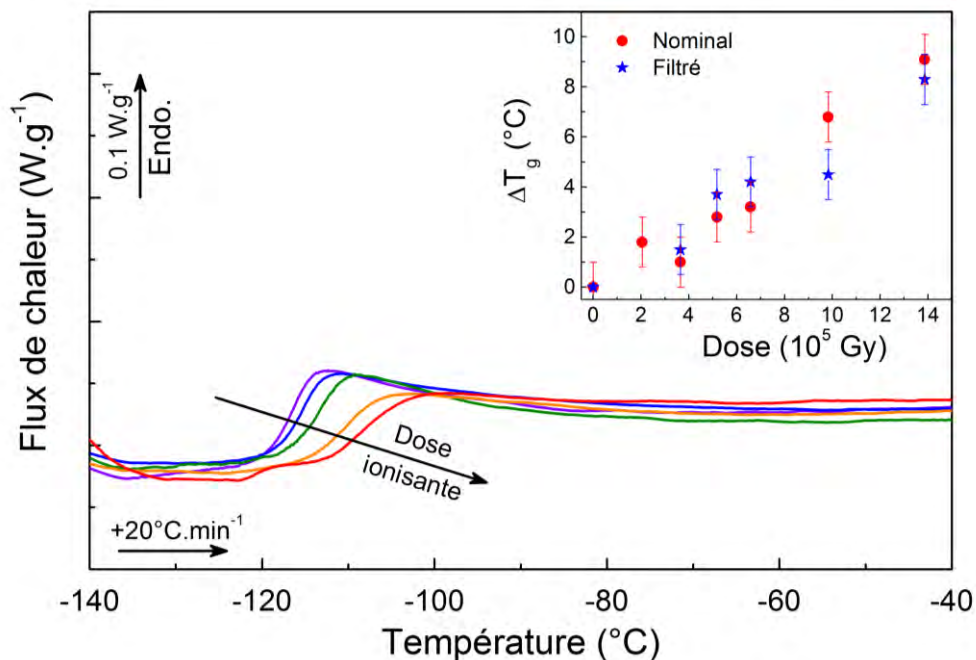 Flux de chaleur (W.g⁻¹)
0.1 W.g⁻¹
Endo.
10
8
6
4
2
0
ΔT_g (°C)
Nominal
Filtré
0 2 4 6 8 10 12 14
Dose (10⁵ Gy)
Dose
ionisante
+20°C.min⁻¹
-140 -120 -100 -80 -60 -40
Température (°C)